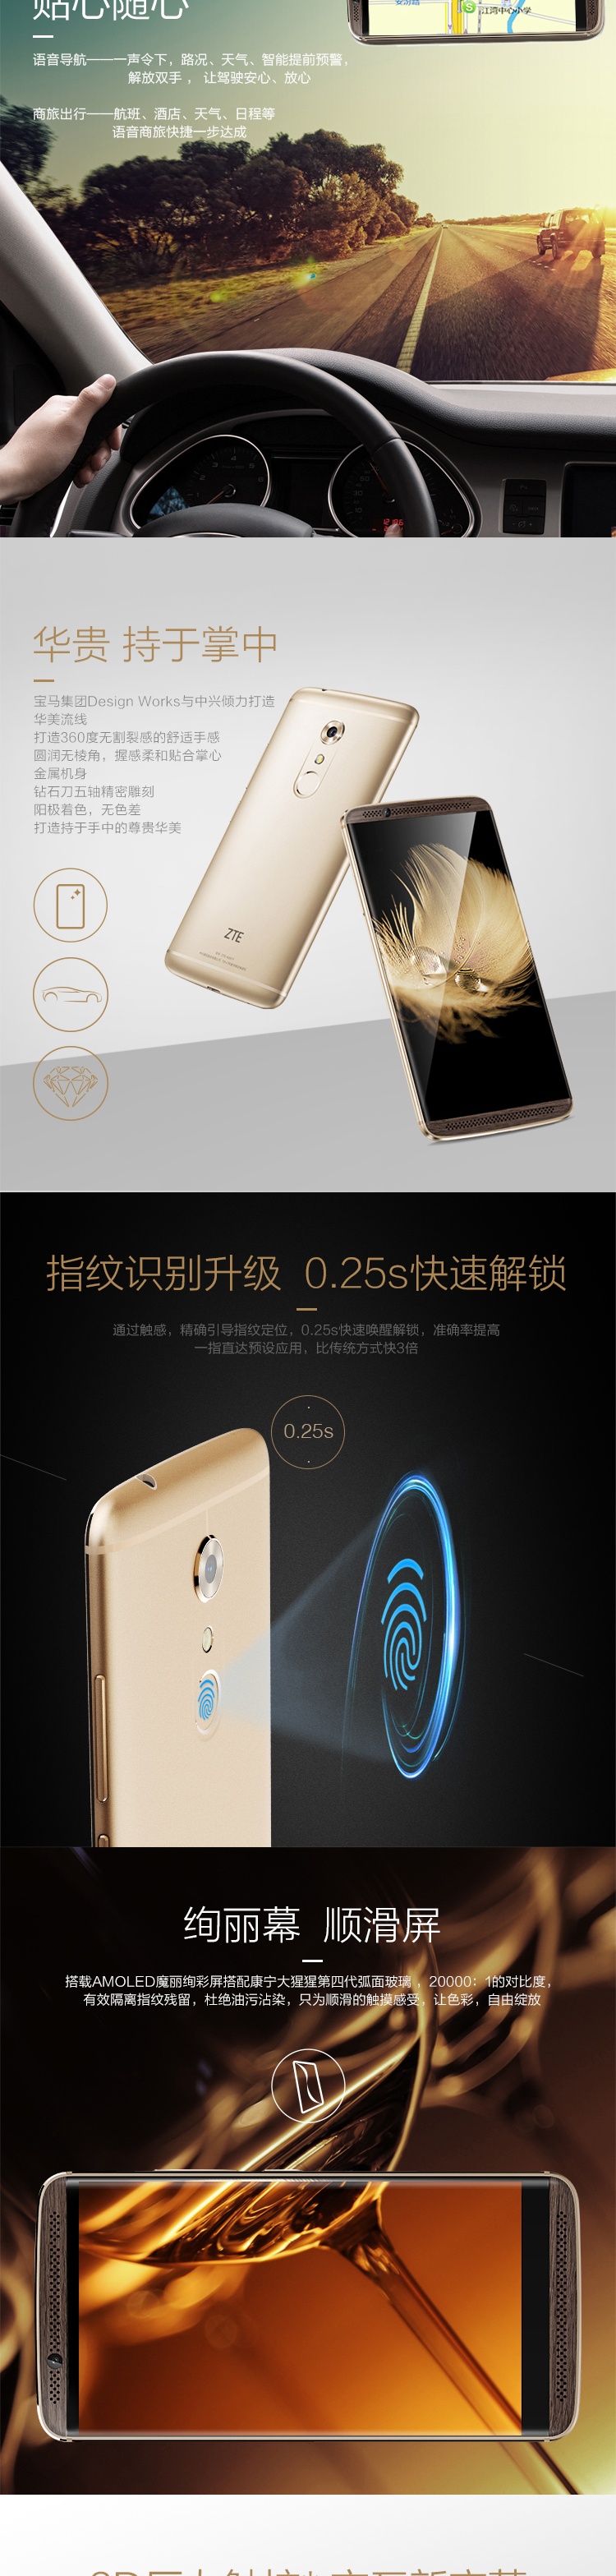 贴心随心
江湾中心小学
语音导航——一声令下，路况、天气、智能提前预警，
解放双手 ， 让驾驶安心、放心
商旅出行——航班、酒店、天气、日程等
语音商旅快捷一步达成
华贵 持于掌中
宝马集团Design Works与中兴倾力打造
华美流线
打造360度无割裂感的舒适手感
圆润无棱角，握感柔和贴合掌心
金属机身
钻石刀五轴精密雕刻
阳极着色，无色差
打造持于手中的尊贵华美
ZTE
指纹识别升级 0.25s快速解锁
通过触感，精确引导指纹定位，0.25s快速唤醒解锁，准确率提高
一指直达预设应用，比传统方式快3倍
0.25s
绚丽幕 顺滑屏
搭载AMOLED魔丽绚彩屏搭配康宁大猩猩第四代弧面玻璃 ，20000：1的对比度，
有效隔离指纹残留，杜绝油污沾染，只为顺滑的触摸感受，让色彩，自由绽放